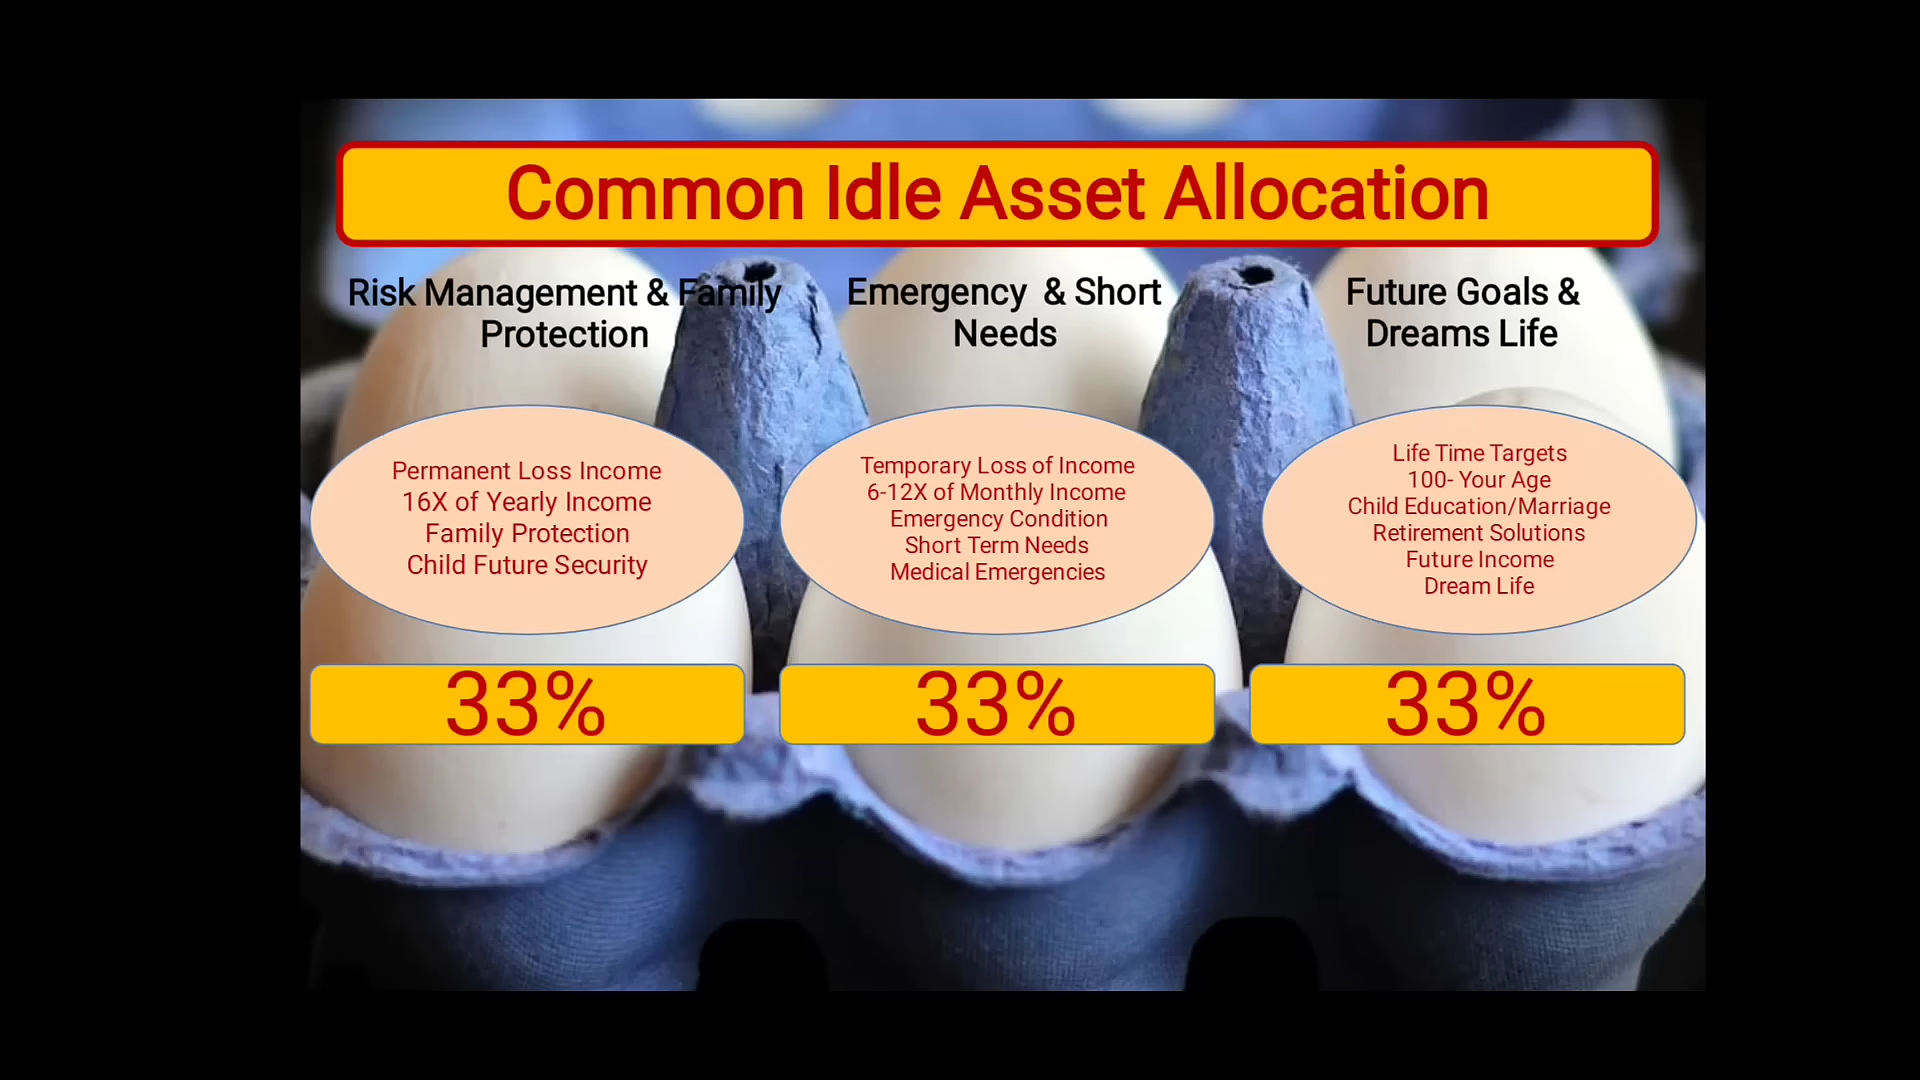 Common Idle Asset Allocation
Risk Management & Family
Protection
Emergency & Short
Needs
Future Goals &
Dreams Life
Permanent Loss Income
16X of Yearly Income
Family Protection
Child Future Security
Temporary Loss of Income
6-12X of Monthly Income
Emergency Condition
Short Term Needs
Medical Emergencies
Life Time Targets
100- Your Age
Child Education/Marriage
Retirement Solutions
Future Income
Dream Life
33%
33%
33%